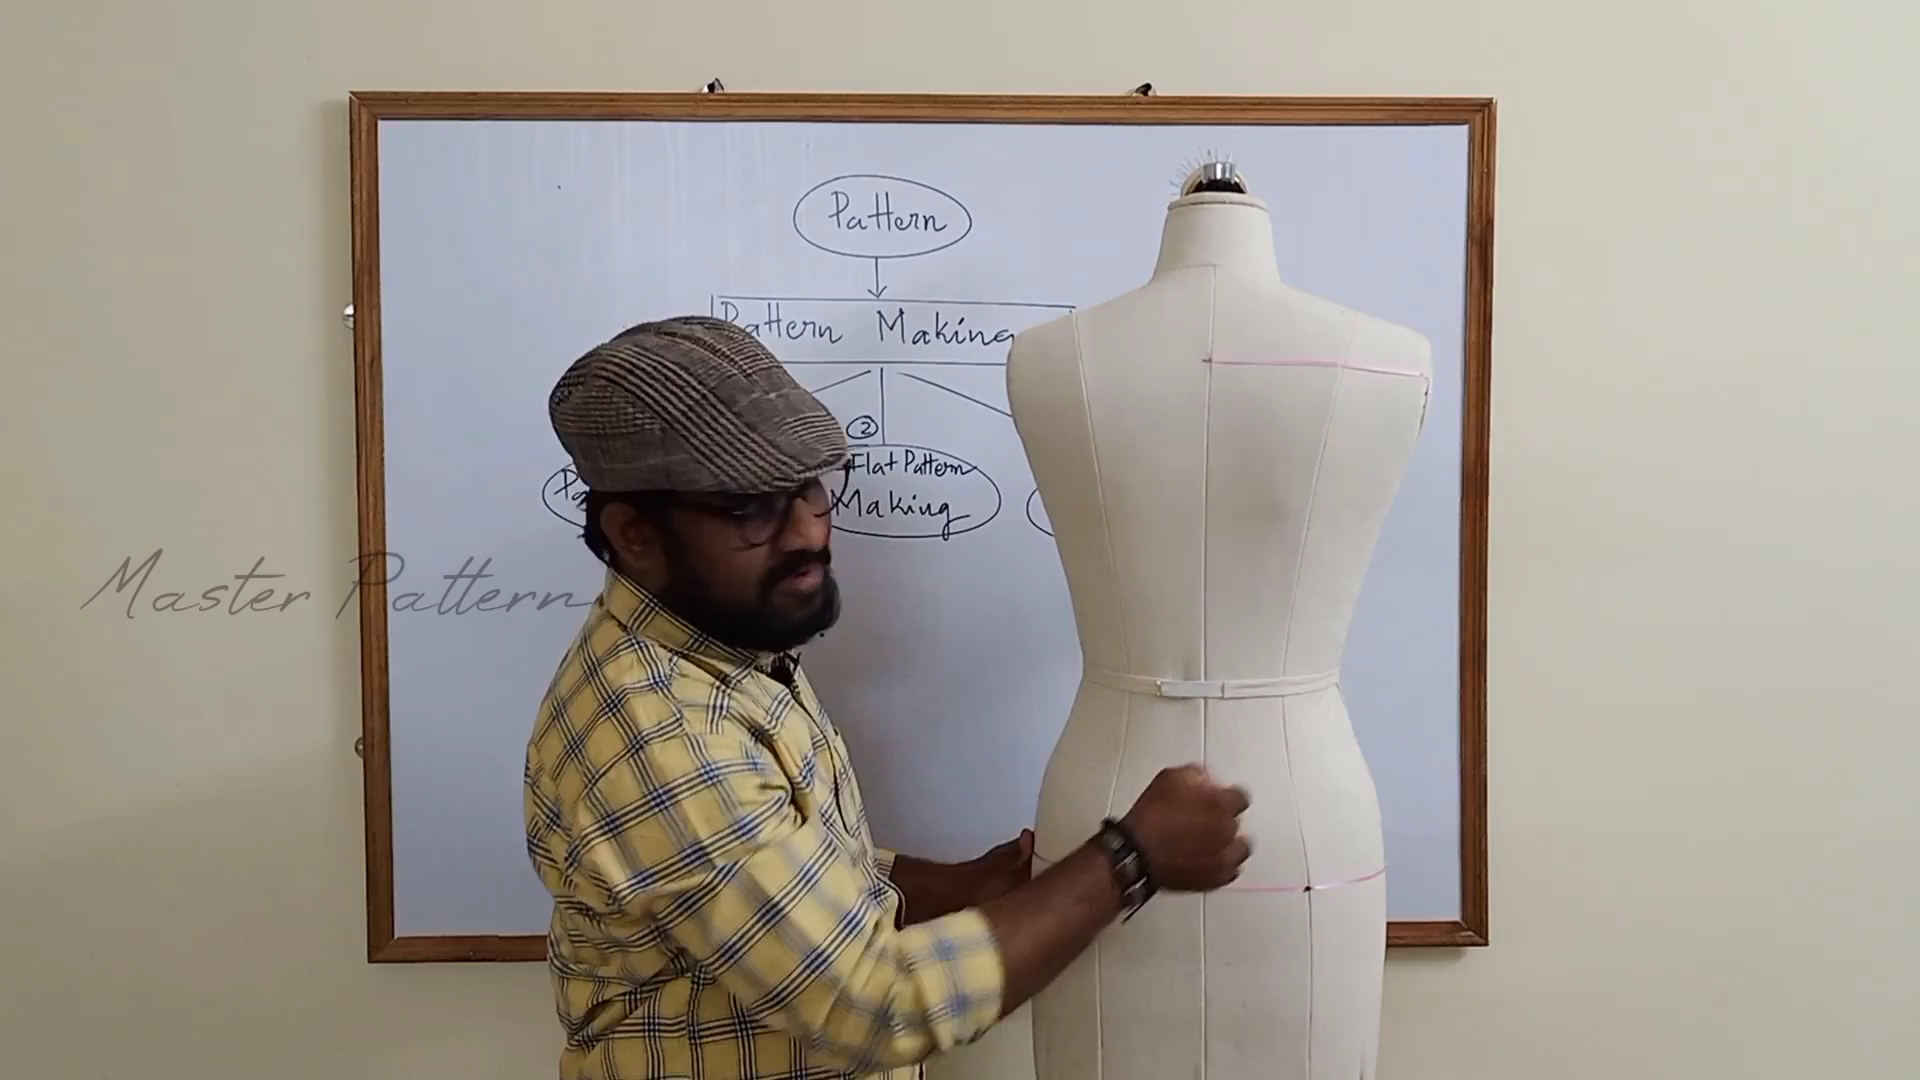 Pattern
Pattern Making
2
Flat Pattern
Making
Master Pattern